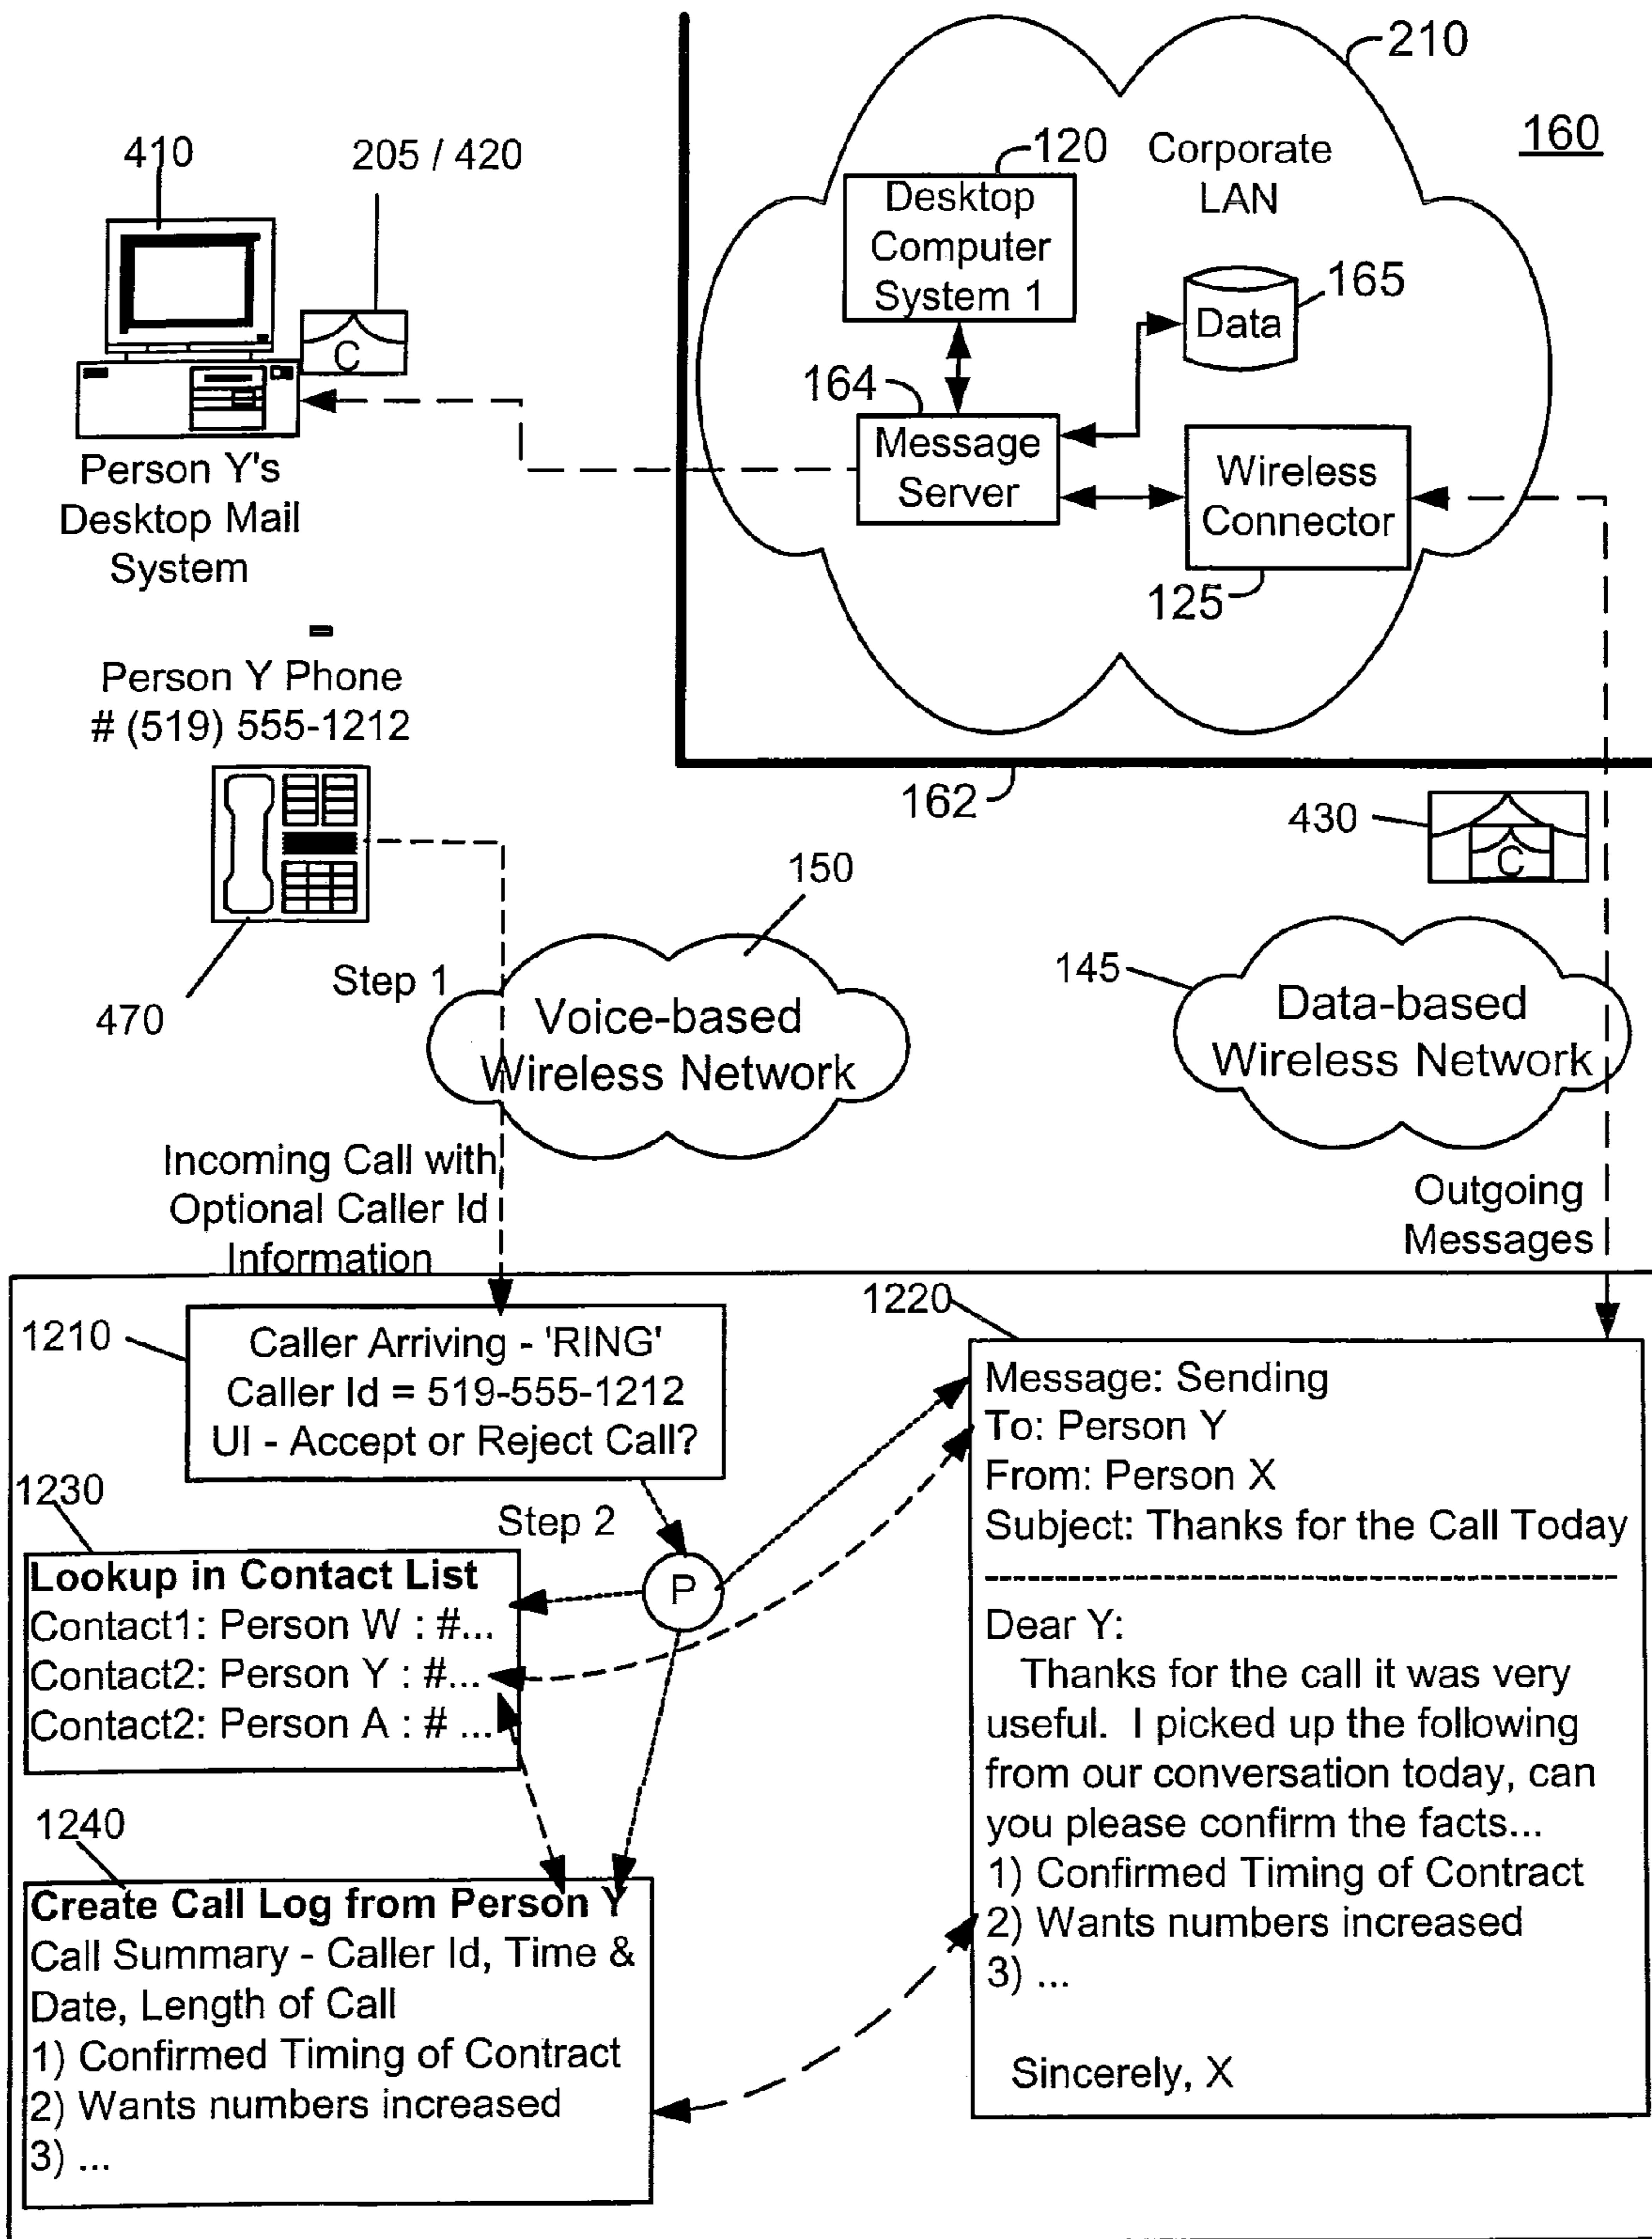 210
160
410
205 / 420
120
Corporate
LAN
Desktop
Computer
System 1
165
Data
C
164
Message
Server
Wireless
Connector
125
Person Y's
Desktop Mail
System
Person Y Phone
# (519) 555-1212
162
430
C
150
470
Step 1
Voice-based
Wireless Network
145
Data-based
Wireless Network
Incoming Call with
Optional Caller Id
Information
Outgoing
Messages
1210
Caller Arriving - 'RING'
Caller Id = 519-555-1212
UI - Accept or Reject Call?
1220
Message: Sending
To: Person Y
From: Person X
Subject: Thanks for the Call Today
Dear Y:
Thanks for the call it was very
useful. I picked up the following
from our conversation today, can
you please confirm the facts...
1) Confirmed Timing of Contract
2) Wants numbers increased
3) ...
Sincerely, X
1230
Step 2
P
Lookup in Contact List
Contact1: Person W : #...
Contact2: Person Y : #...
Contact2: Person A : # ...
1240
Create Call Log from Person Y
Call Summary - Caller Id, Time &
Date, Length of Call
1) Confirmed Timing of Contract
2) Wants numbers increased
3) ...